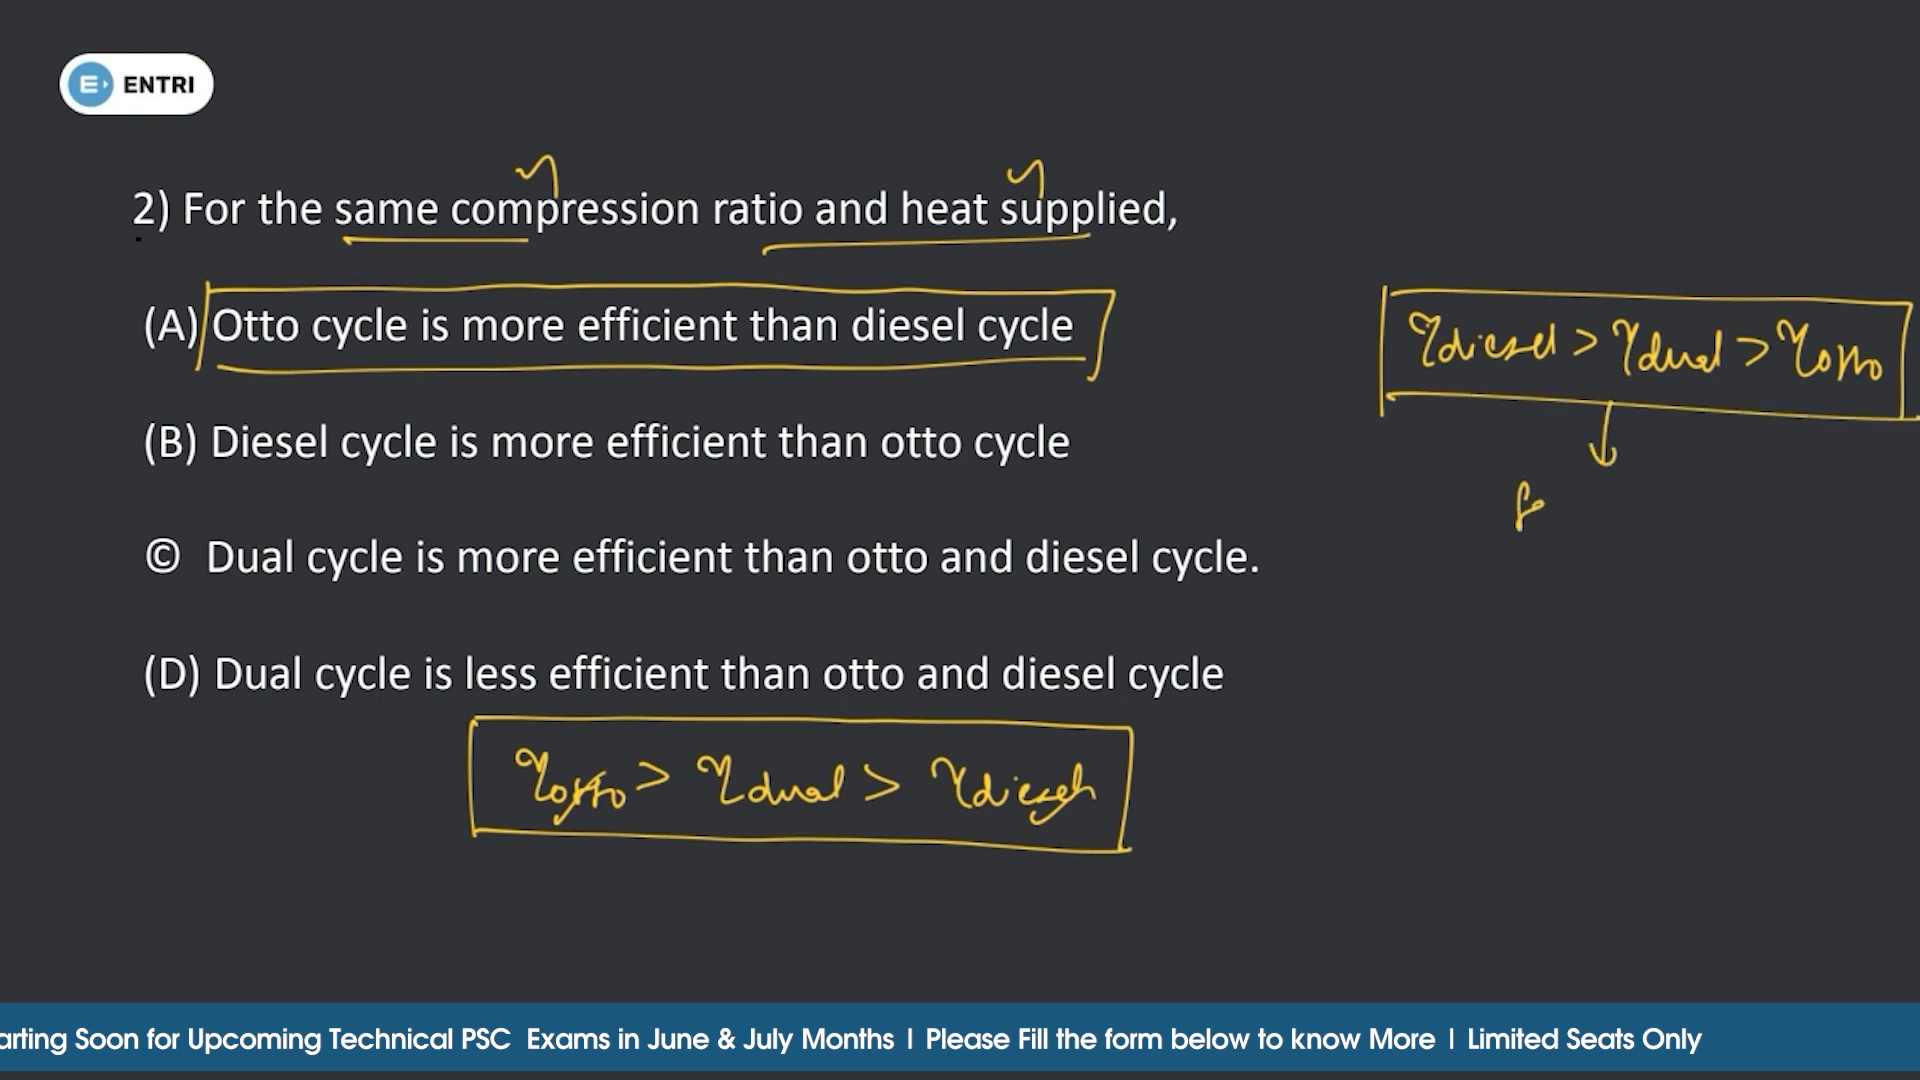 ENTRI
2) For the same compression ratio and heat supplied,
(A) Otto cycle is more efficient than diesel cycle
(B) Diesel cycle is more efficient than otto cycle
© Dual cycle is more efficient than otto and diesel cycle.
(D) Dual cycle is less efficient than otto and diesel cycle
ηotto > ηdual > ηdiesel
ηdiesel > ηdual > ηotto
arting Soon for Upcoming Technical PSC Exams in June & July Months | Please Fill the form below to know More | Limited Seats Only